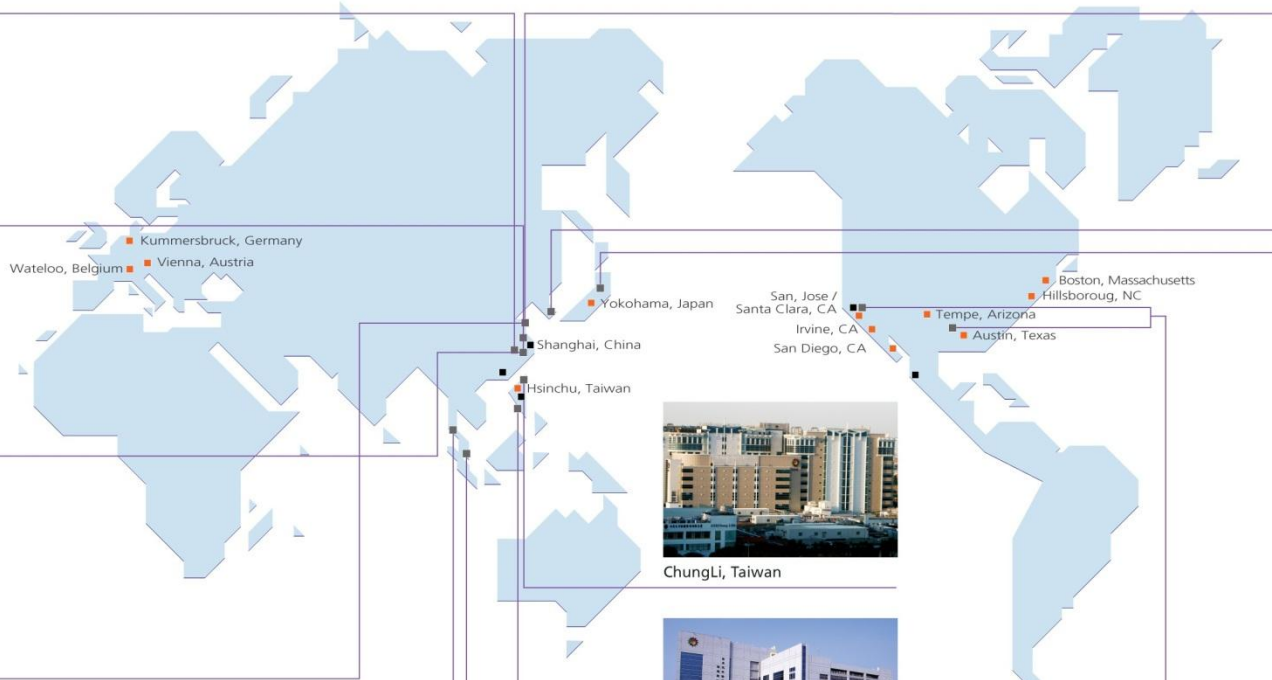 Kummersbruck, Germany
Wateloo, Belgium
Vienna, Austria
Yokohama, Japan
Shanghai, China
Hsinchu, Taiwan
San, Jose /
Santa Clara, CA
Irvine, CA
San Diego, CA
Boston, Massachusetts
Hillsboroug, NC
Tempe, Arizona
Austin, Texas
ChungLi, Taiwan